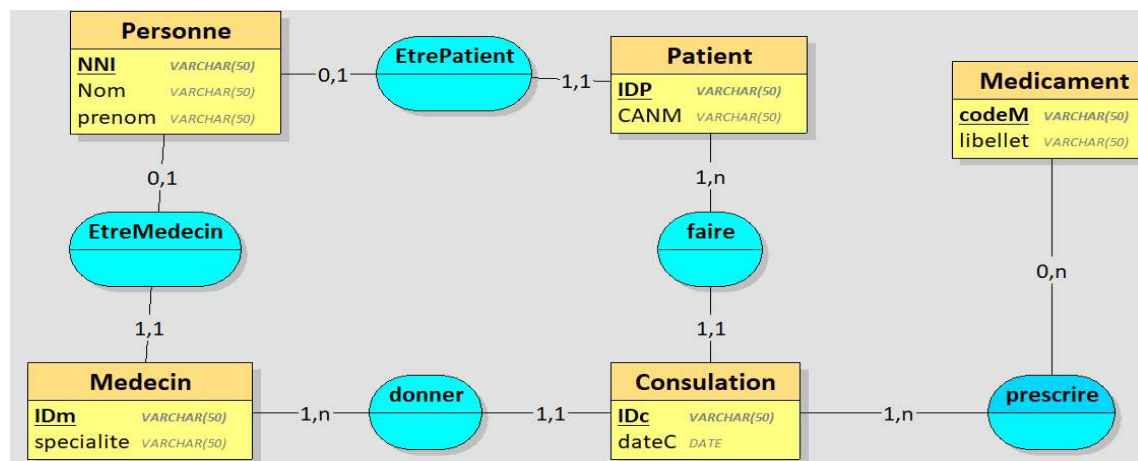 Personne
NNI VARCHAR(50)
Nom VARCHAR(50)
prenom VARCHAR(50)
0,1
EtrePatient
1,1
Patient
IDP VARCHAR(50)
CANM VARCHAR(50)
Medicament
codeM VARCHAR(50)
libellet VARCHAR(50)
0,1
EtreMedecin
1,1
1,n
faire
1,1
0,n
Medecin
IDm VARCHAR(50)
specialite VARCHAR(50)
1,n
donner
1,1
Consulation
IDc VARCHAR(50)
dateC DATE
1,n
prescrire